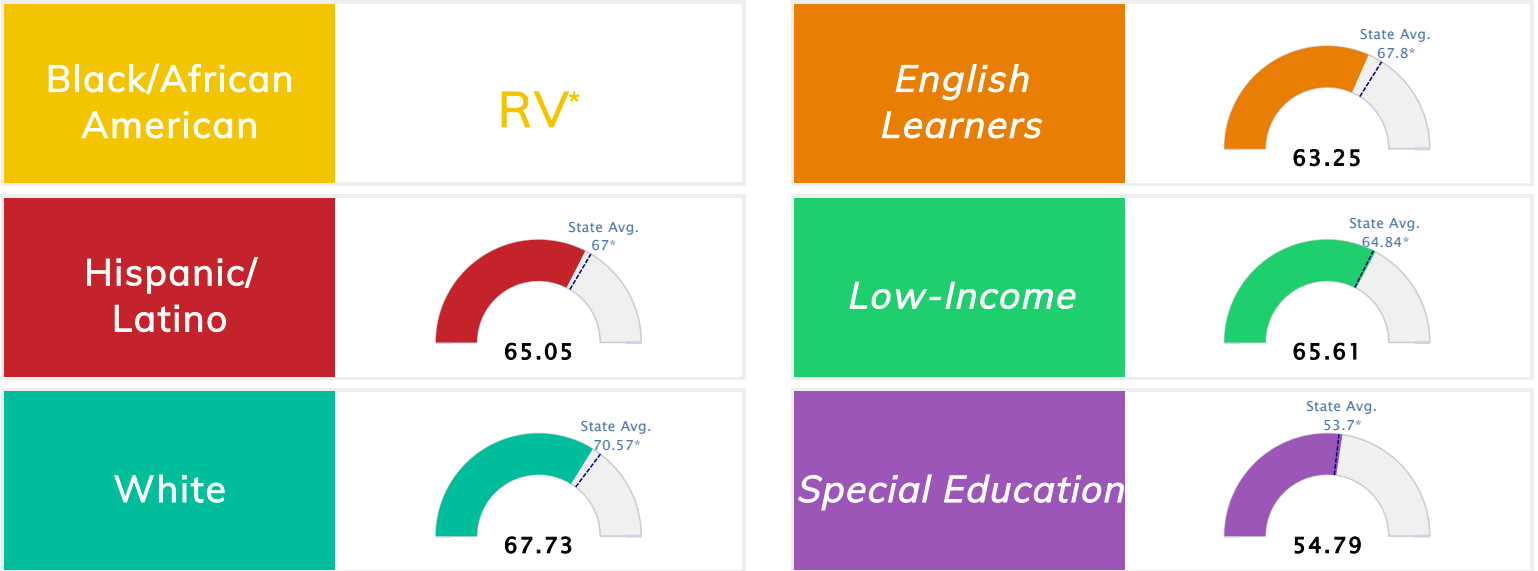 Black/African
American
RV*
English
Learners
State Avg.
67.8*
63.25
Hispanic/
Latino
State Avg.
67*
65.05
Low-Income
State Avg.
64.84*
65.61
White
State Avg.
70.57*
67.73
Special Education
State Avg.
53.7*
54.79